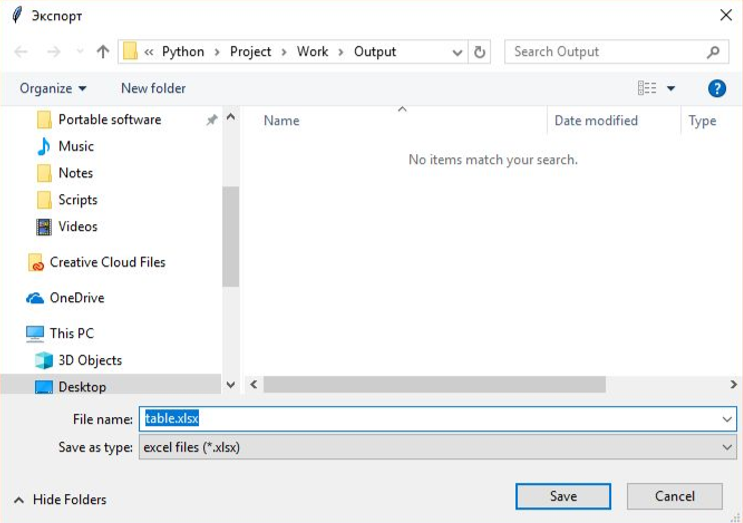 Экспорт
« Python › Project › Work › Output
Search Output
Organize
New folder
?
Portable software
Music
Notes
Scripts
Videos
Creative Cloud Files
OneDrive
This PC
3D Objects
Desktop
Name
Date modified
Type
No items match your search.
File name: table.xlsx
Save as type: excel files (*.xlsx)
Hide Folders
Save
Cancel